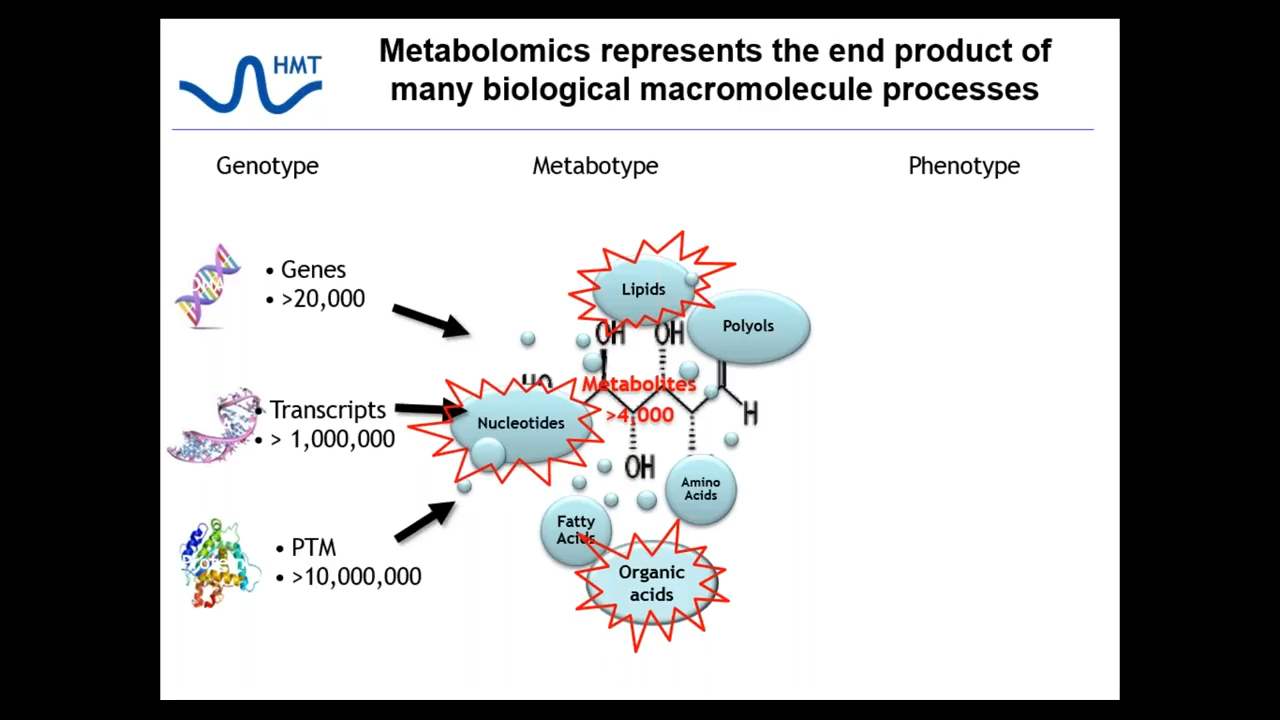 HMT
Metabolomics represents the end product of
many biological macromolecule processes
Genotype
Metabotype
Phenotype
• Genes
• >20,000
• Transcripts
• > 1,000,000
• PTM
• >10,000,000
Lipids
Polyols
OH
OH
HO
Metabolites
>4,000
H
Nucleotides
OH
Amino
Acids
Fatty
Acids
Organic
acids